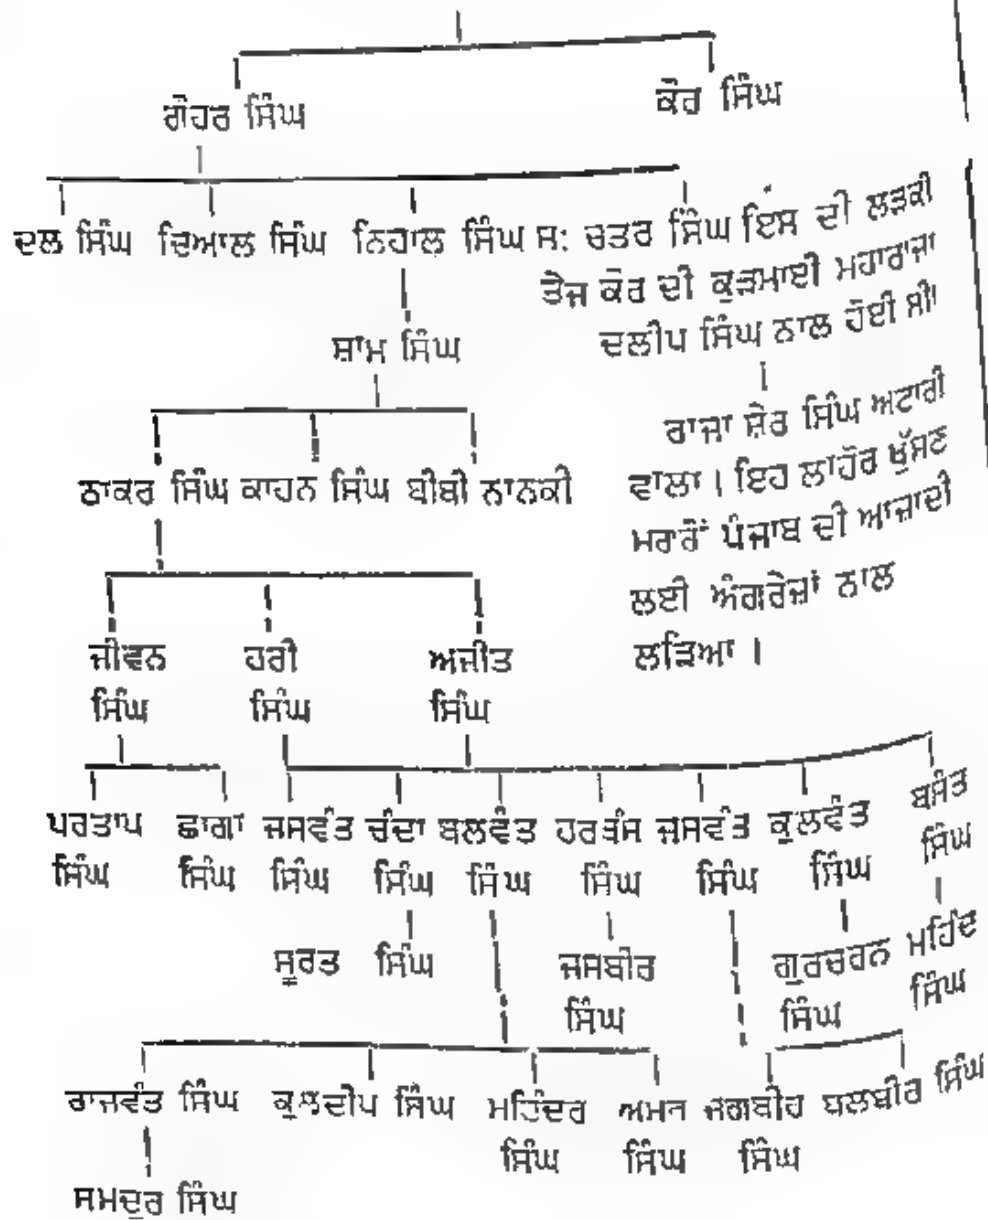 ਗੌਹਰ ਸਿੰਘ ਕੌਰ ਸਿੰਘ
ਦਲ ਸਿੰਘ ਦਿਆਲ ਸਿੰਘ ਨਿਹਾਲ ਸਿੰਘ ਸ: ਚਤਰ ਸਿੰਘ ਇਸ ਦੀ ਲੜਕੀ
ਤੇਜ ਕੌਰ ਦੀ ਕੁੜਮਾਈ ਮਹਾਰਾਜਾ
ਦਲੀਪ ਸਿੰਘ ਨਾਲ ਹੋਈ ਸੀ।
ਸ਼ਾਮ ਸਿੰਘ
ਰਾਜਾ ਸ਼ੇਰ ਸਿੰਘ ਅਟਾਰੀ
ਵਾਲਾ। ਇਹ ਲਾਹੌਰ ਖੁੱਸਣ
ਪੰਜਾਬ ਦੀ ਆਜ਼ਾਦੀ
ਲਈ ਅੰਗਰੇਜ਼ਾਂ ਨਾਲ
ਲੜਿਆ ।
ਠਾਕਰ ਸਿੰਘ ਕਾਹਨ ਸਿੰਘ ਬੀਬੀ ਨਾਨਕੀ
ਜੀਵਨ ਹਰੀ ਅਜੀਤ
ਸਿੰਘ ਸਿੰਘ ਸਿੰਘ
ਪਰਤਾਪ ਛਾਗਾ ਜਸਵੰਤ ਚੰਦਾ ਬਲਵੰਤ ਹਰਬੰਸ ਜਸਵੰਤ ਕੁਲਵੰਤ ਬਸੰਤ
ਸਿੰਘ ਸਿੰਘ ਸਿੰਘ ਸਿੰਘ ਸਿੰਘ ਸਿੰਘ ਸਿੰਘ ਸਿੰਘ ਸਿੰਘ
ਸੂਰਤ ਸਿੰਘ ਜਸਬੀਰ ਗੁਰਚਰਨ ਮਹਿੰਦ
ਸਿੰਘ ਸਿੰਘ ਸਿੰਘ
ਰਾਜਵੰਤ ਸਿੰਘ ਕੁਲਦੀਪ ਸਿੰਘ ਮਹਿੰਦਰ ਅਮਰ ਜਗਬੀਰ ਬਲਬੀਰ ਸਿੰਘ
ਸਿੰਘ ਸਿੰਘ ਸਿੰਘ
ਸਮਦੂਰ ਸਿੰਘ